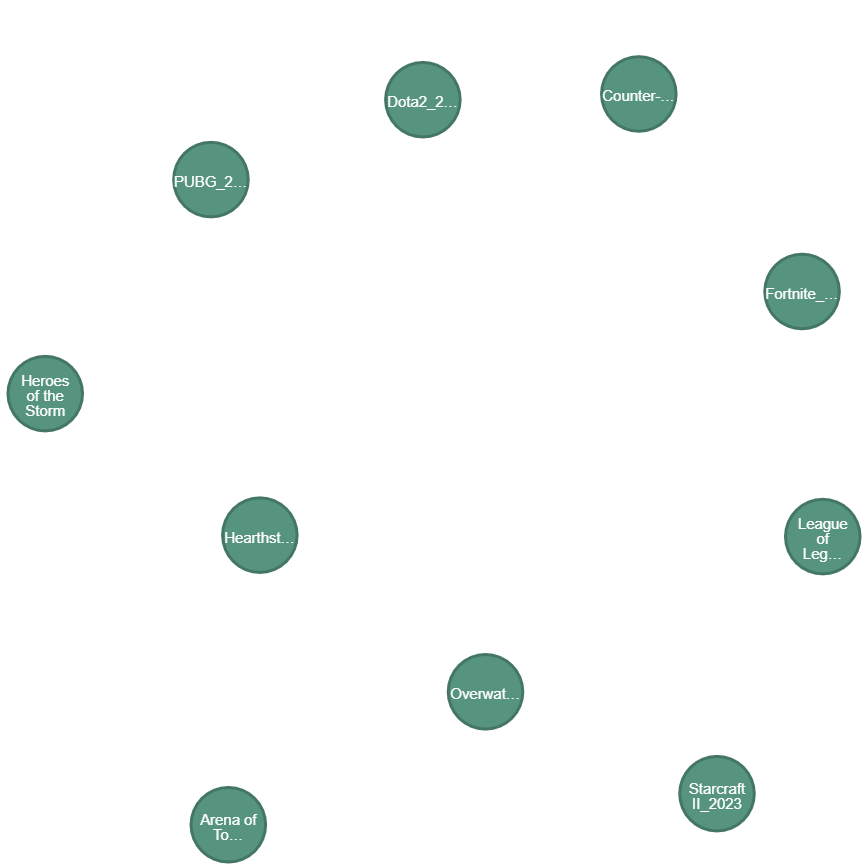 Counter-...
Dota2_2...
PUBG_2...
Fortnite_...
Heroes
of the
Storm
Hearthst...
League
of
Leg...
Overwat...
Starcraft
II_2023
Arena of
To...